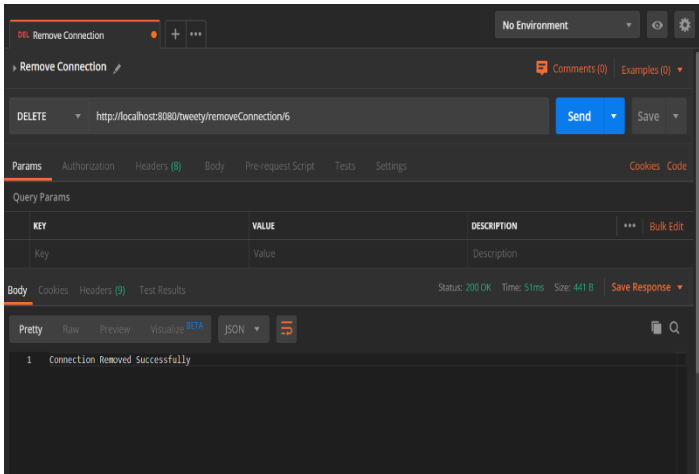 DEL Remove Connection + ••• No Environment
Remove Connection Comments (0) Examples (0)
DELETE http://localhost:8080/tweety/removeConnection/6 Send Save
Params Authorization Headers (8) Body Pre-request Script Tests Settings Cookies Code
Query Params
KEY VALUE DESCRIPTION ••• Bulk Edit
Key Value Description
Body Cookies Headers (9) Test Results Status: 200 OK Time: 51ms Size: 441 B Save Response
Pretty Raw Preview Visualize BETA JSON
1 Connection Removed Successfully